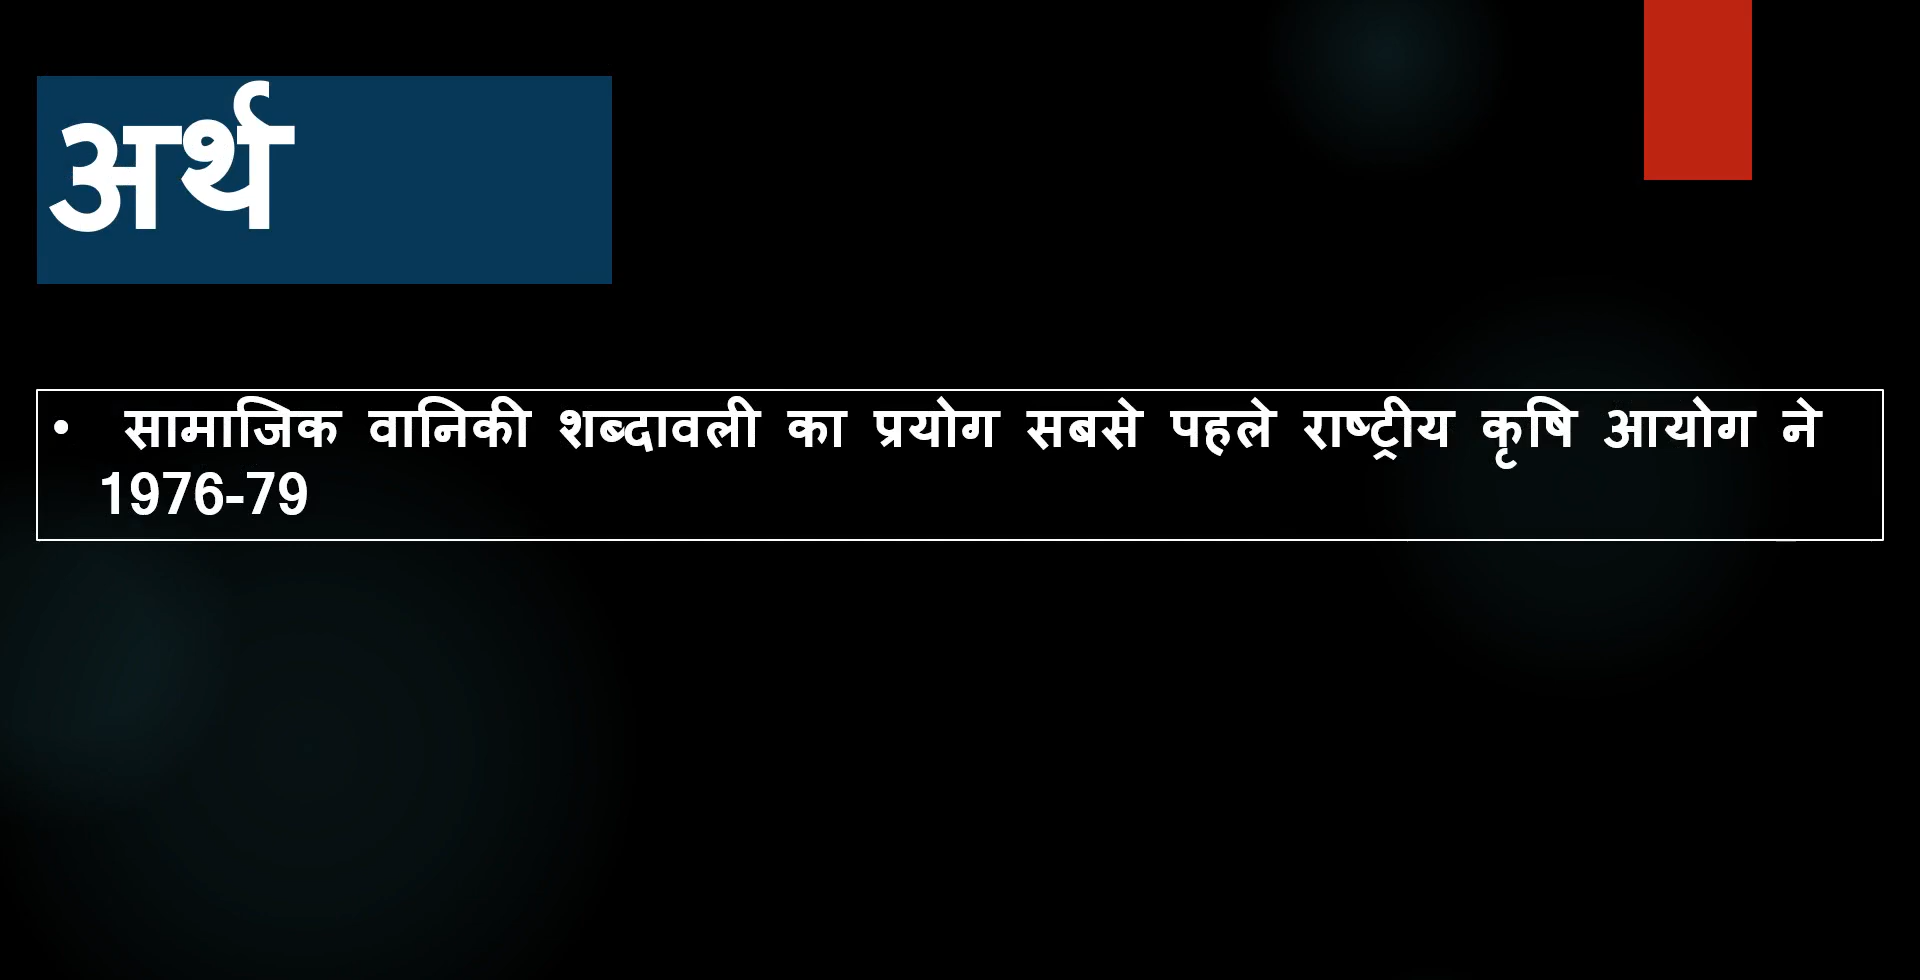 अर्थ
• सामाजिक वानिकी शब्दावली का प्रयोग सबसे पहले राष्ट्रीय कृषि आयोग ने
1976-79